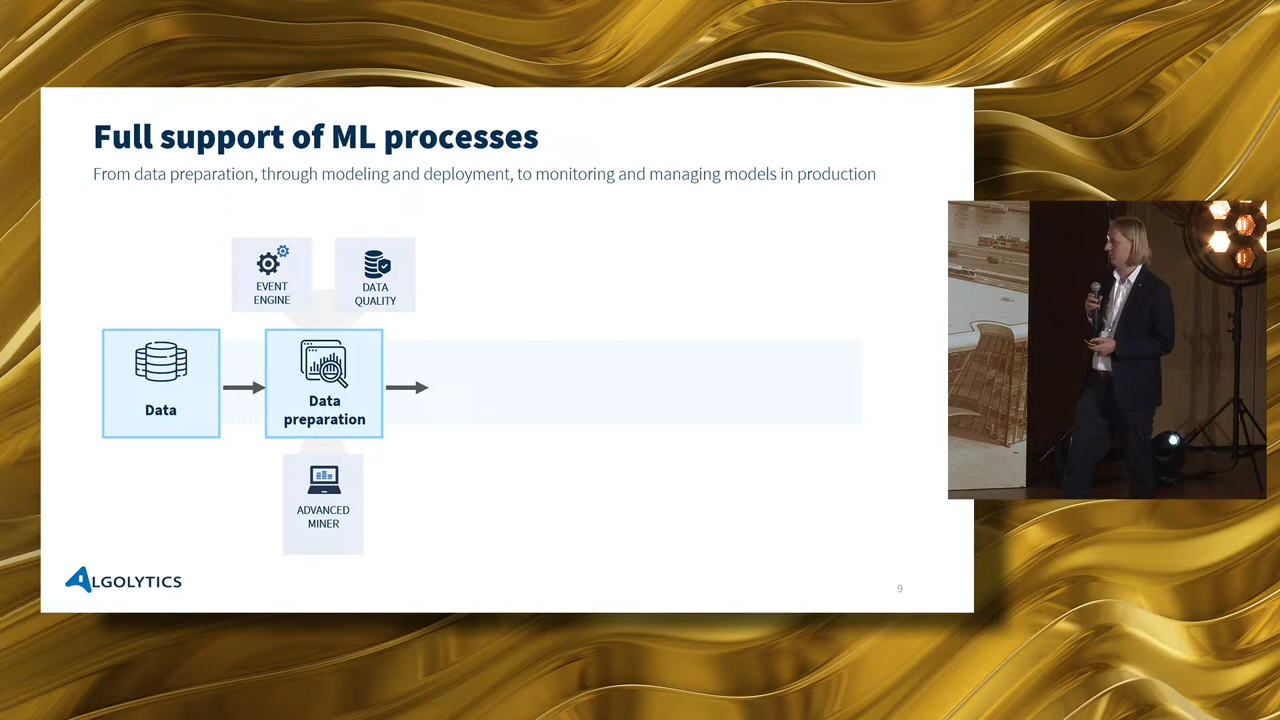 Full support of ML processes
From data preparation, through modeling and deployment, to monitoring and managing models in production
EVENT
ENGINE
DATA
QUALITY
Data
Data
preparation
ADVANCED
MINER
ALGOLYTICS
9